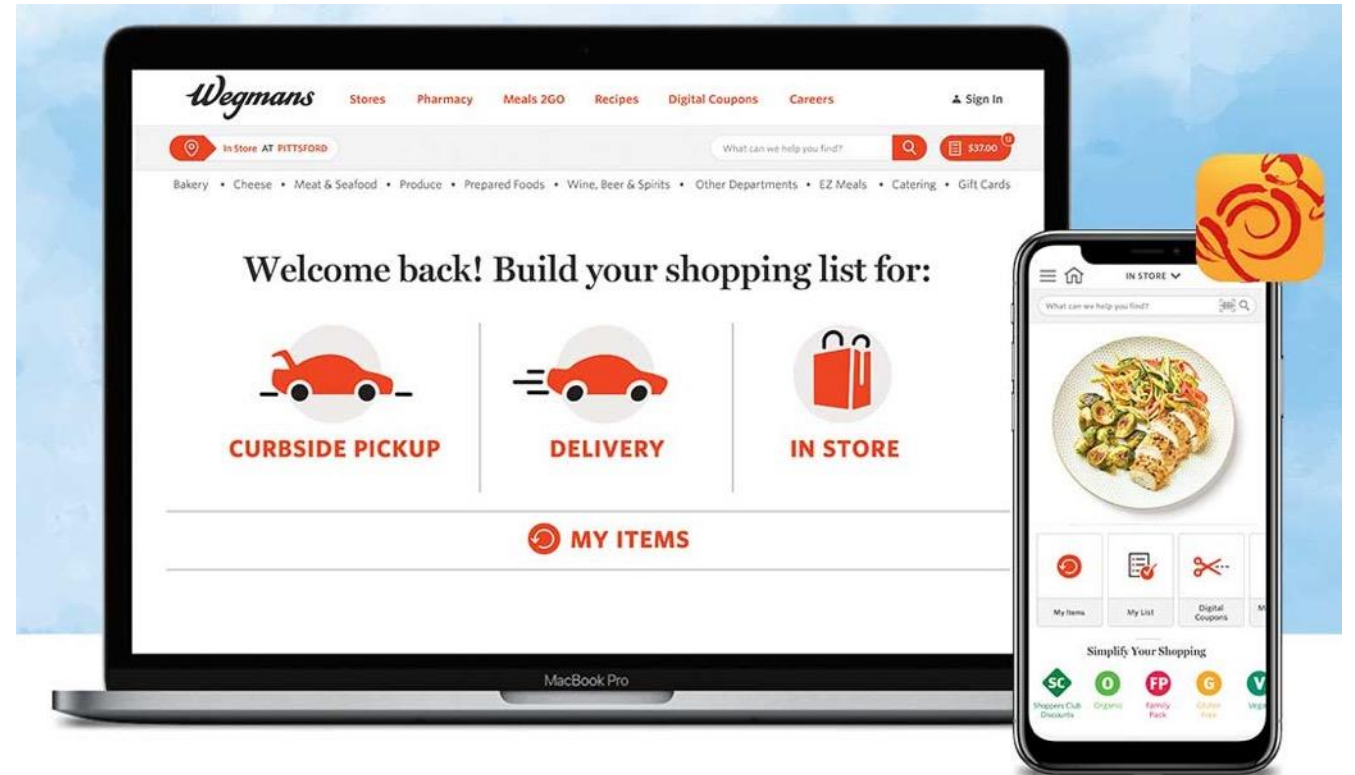 Wegmans
Stores Pharmacy Meals 2GO Recipes Digital Coupons Careers Sign In
In Store AT PITTSFORD What can we help you find? $37.00 12
Bakery • Cheese • Meat & Seafood • Produce • Prepared Foods • Wine, Beer & Spirits • Other Departments • EZ Meals • Catering • Gift Cards
Welcome back! Build your shopping list for:
CURBSIDE PICKUP DELIVERY IN STORE
MY ITEMS
MacBook Pro
IN STORE
What can we help you find?
My Items My List Digital Coupons M
Simplify Your Shopping
SC O FP G V
Shoppers Club Discounts Organic Family Pack Gluten Free Vega